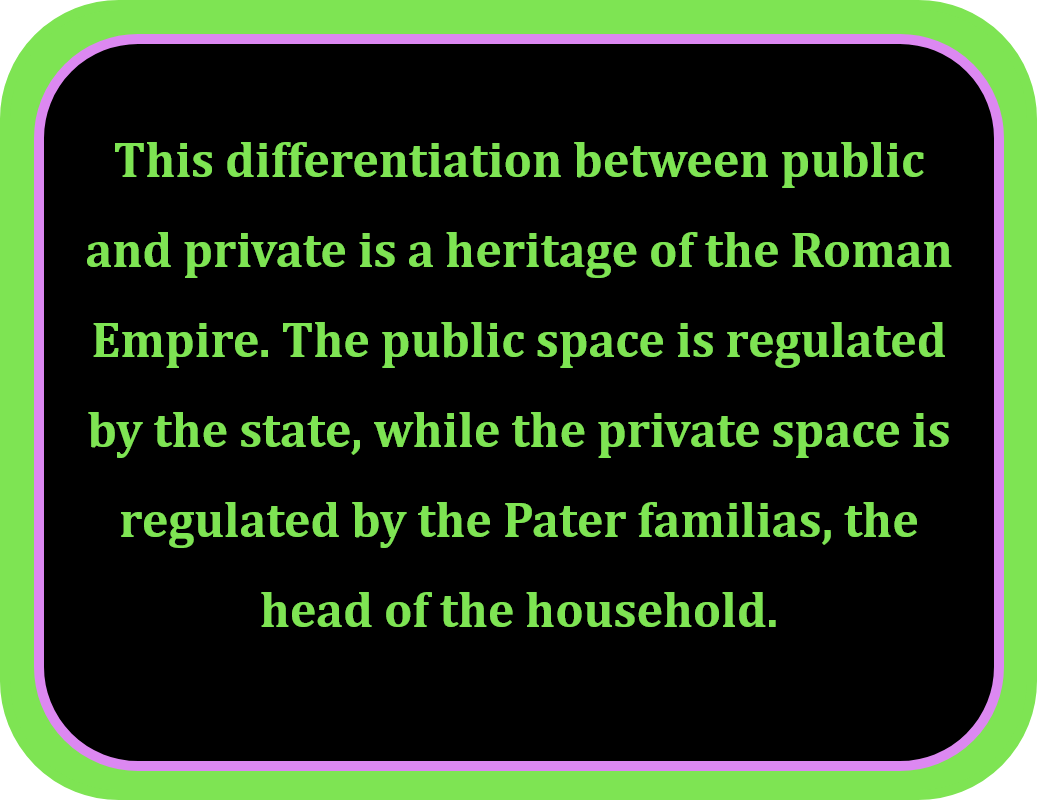 This differentiation between public
and private is a heritage of the Roman
Empire. The public space is regulated
by the state, while the private space is
regulated by the Pater familias, the
head of the household.